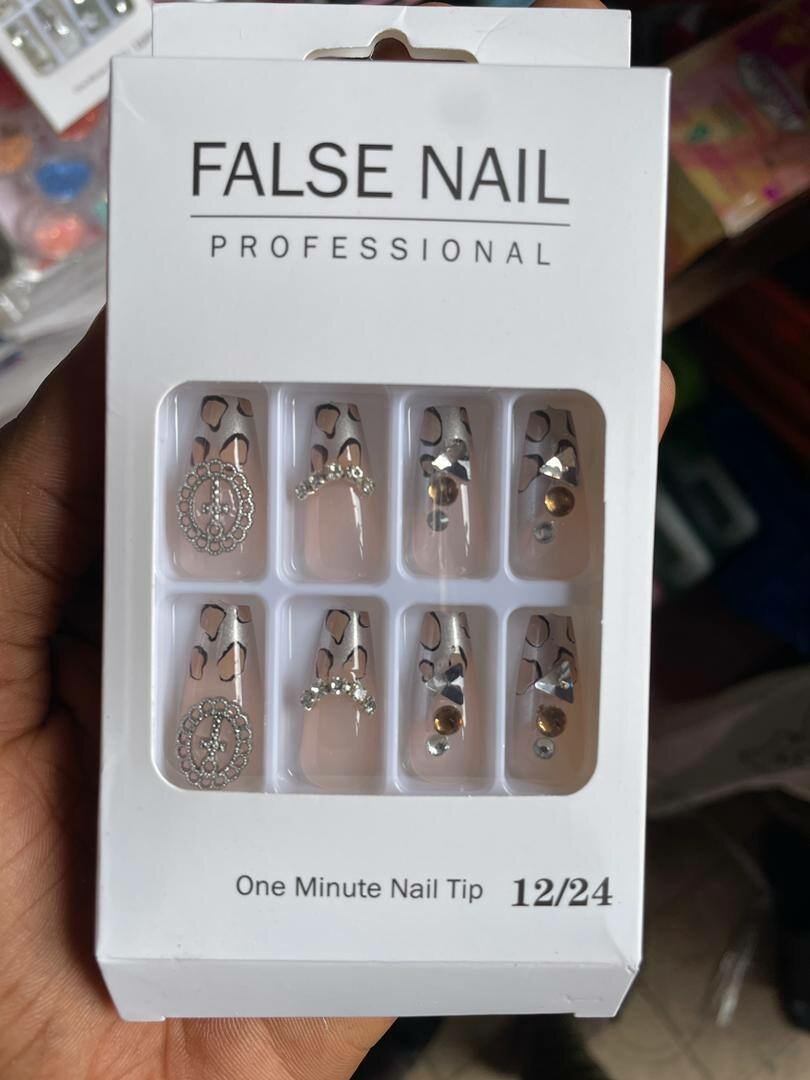 FALSE NAIL
PROFESSIONAL
One Minute Nail Tip 12/24